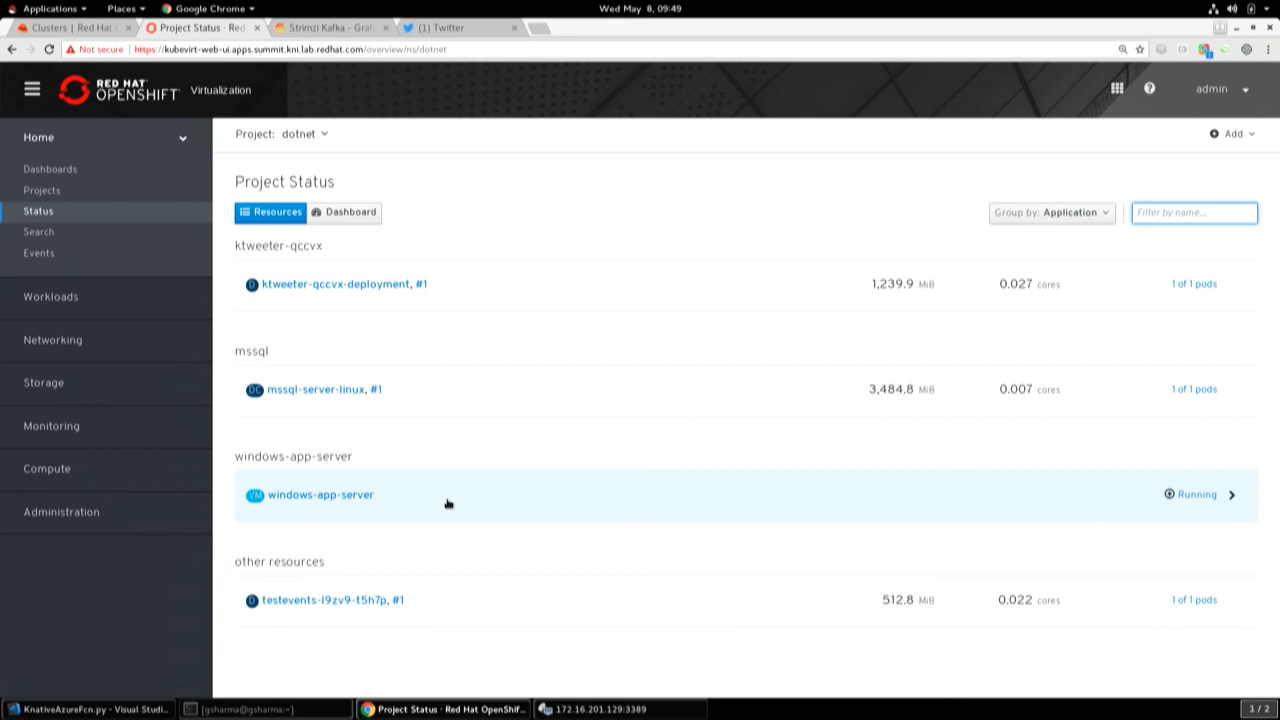 Applications Places Google Chrome Wed May 8, 09:49
Clusters | Red Hat Project Status · Red Strimzi Kafka - Graf (1) Twitter
Not secure | https://kubevirt-web-ui.apps.summit.kni.lab.redhat.com/overview/ns/dotnet
RED HAT
OPENSHIFT Virtualization admin
Home
Dashboards
Projects
Status
Search
Events
Workloads
Networking
Storage
Monitoring
Compute
Administration
Project: dotnet Add
Project Status
Resources Dashboard Group by: Application Filter by name...
ktweeter-qccvx
D ktweeter-qccvx-deployment, #1 1,239.9 MiB 0.027 cores 1 of 1 pods
mssql
DC mssql-server-linux, #1 3,484.8 MiB 0.007 cores 1 of 1 pods
windows-app-server
VM windows-app-server Running
other resources
D testevents-l9zv9-t5h7p, #1 512.8 MiB 0.022 cores 1 of 1 pods
KnativeAzureFcn.py - Visual Studi... [gsharma@gsharma:~] Project Status · Red Hat OpenShif... 172.16.201.129:3389 1 / 2